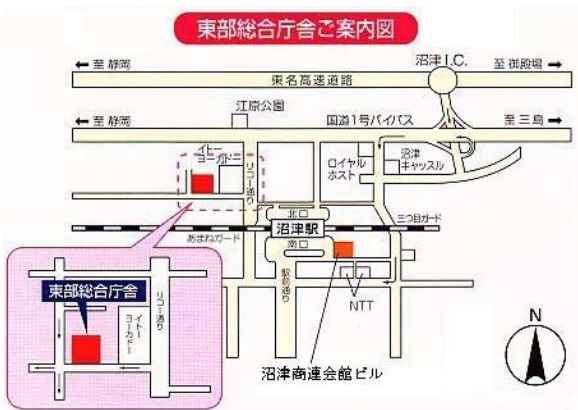 東部総合庁舎ご案内図
沼津I.C.
← 至 静岡
至 御殿場 →
東名高速道路
江原公園
← 至 静岡
国道1号バイパス
至 三島 →
イトー
ヨーカドー
リコー通り
ロイヤル
ホスト
沼津
キャッスル
北口
三つ目ガード
沼津駅
あまねガード
南口
駅前通り
NTT
東部総合庁舎
リコー通り
イトー
ヨーカドー
沼津商連会館ビル
N